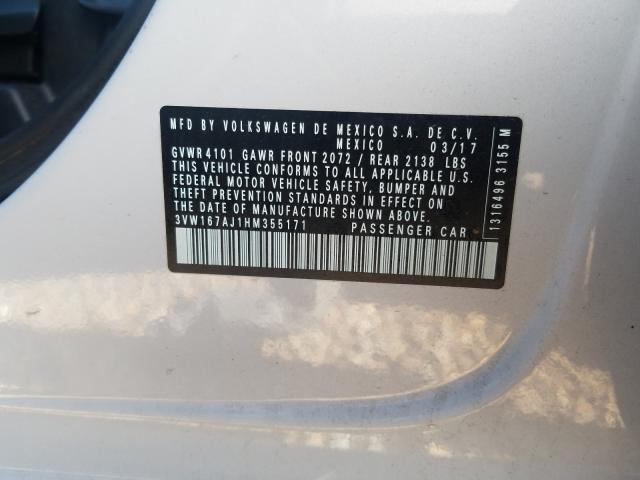 MFD BY VOLKSWAGEN DE MEXICO S.A. DE C.V.
MEXICO 03/17
GVWR 4101 GAWR FRONT 2072 / REAR 2138 LBS
THIS VEHICLE CONFORMS TO ALL APPLICABLE U.S.
FEDERAL MOTOR VEHICLE SAFETY, BUMPER AND
THEFT PREVENTION STANDARDS IN EFFECT ON
THE DATE OF MANUFACTURE SHOWN ABOVE.
3VW167AJ1HM355171 PASSENGER CAR
1316496 3155 M